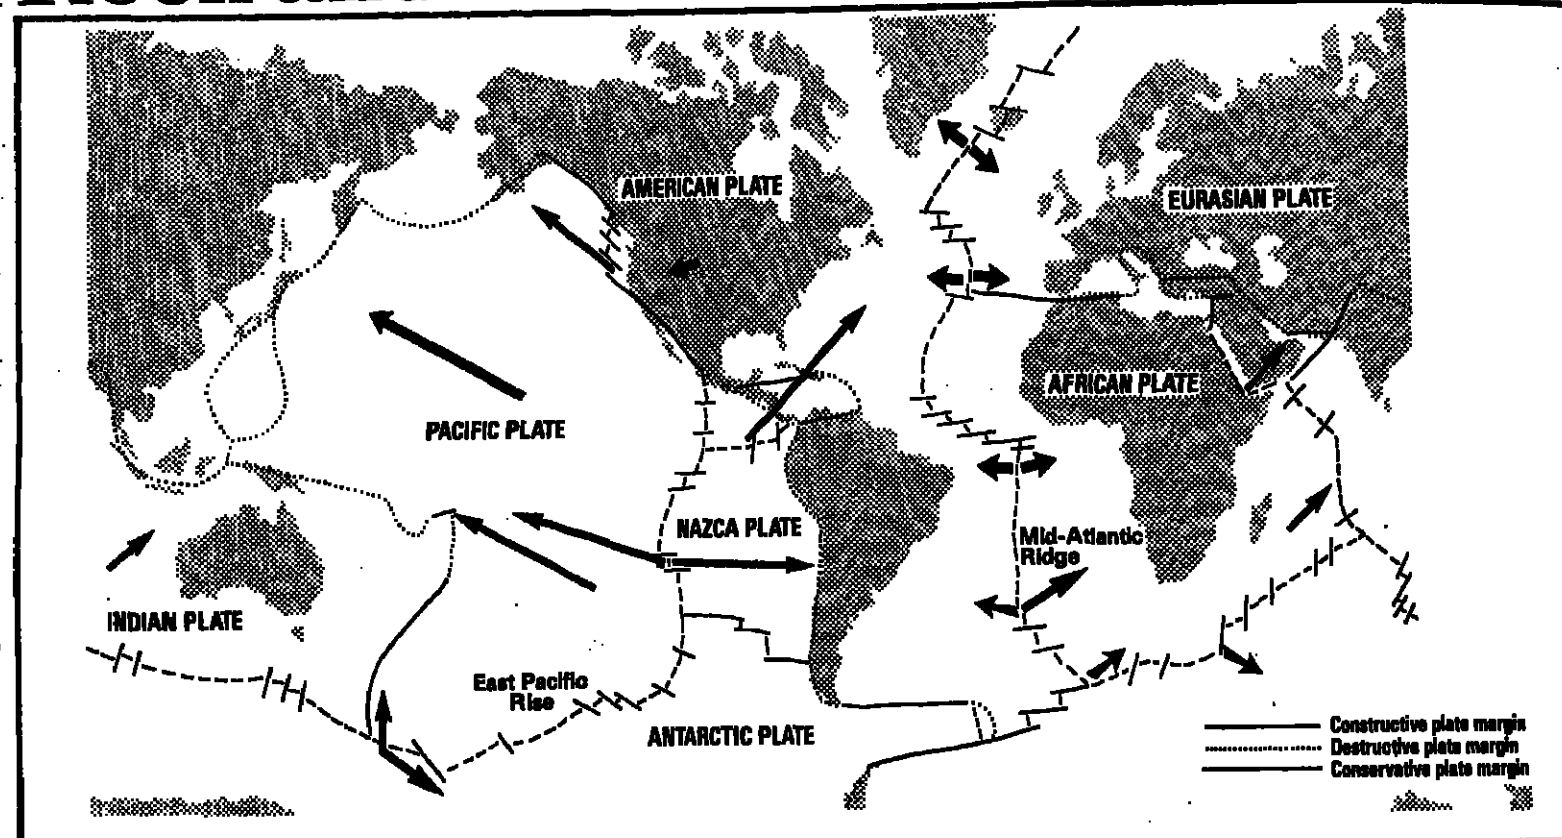 AMERICAN PLATE
EURASIAN PLATE
AFRICAN PLATE
PACIFIC PLATE
NAZCA PLATE
Mid-Atlantic
Ridge
INDIAN PLATE
East Pacific
Rise
ANTARCTIC PLATE
Constructive plate margin
Destructive plate margin
Conservative plate margin